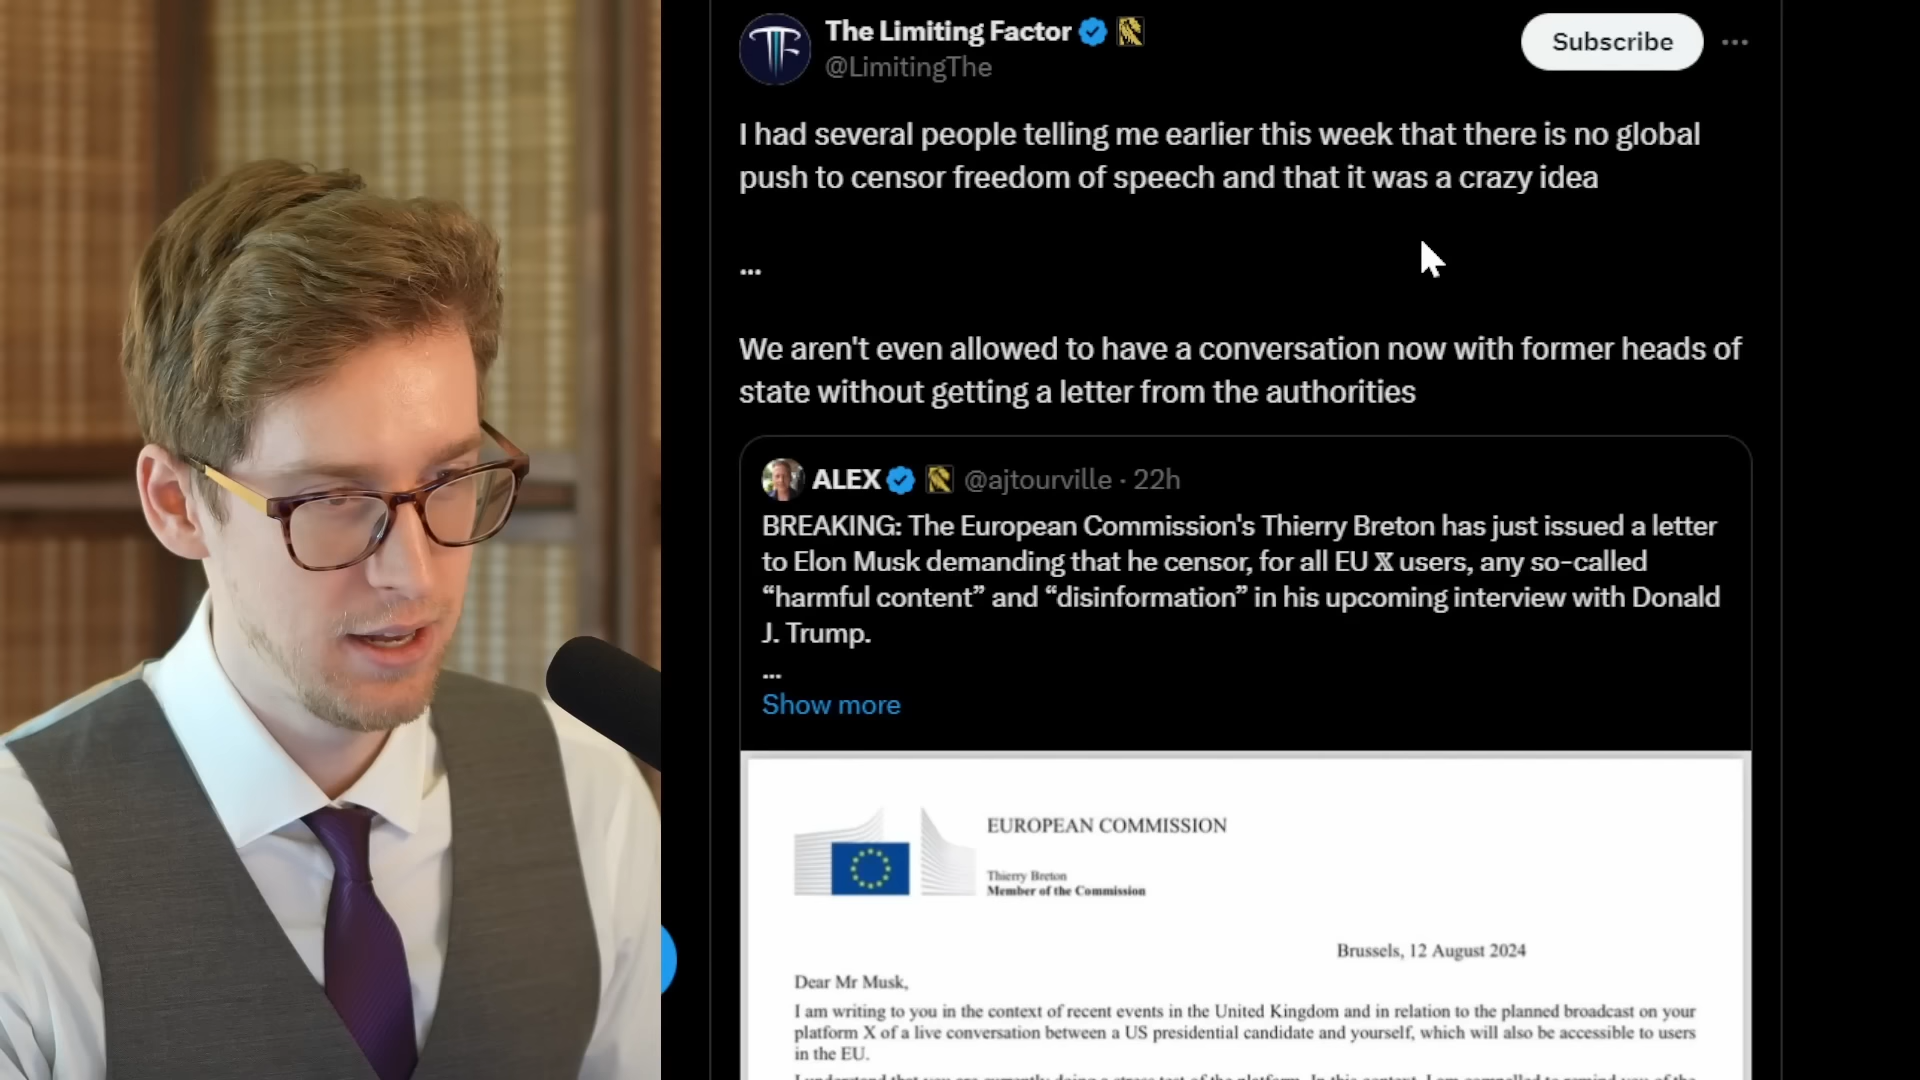 The Limiting Factor
@LimitingThe
Subscribe
I had several people telling me earlier this week that there is no global
push to censor freedom of speech and that it was a crazy idea
...
We aren't even allowed to have a conversation now with former heads of
state without getting a letter from the authorities
ALEX @ajtourville · 22h
BREAKING: The European Commission's Thierry Breton has just issued a letter
to Elon Musk demanding that he censor, for all EU 𝕏 users, any so-called
“harmful content” and “disinformation” in his upcoming interview with Donald
J. Trump.
...
Show more
EUROPEAN COMMISSION
Thierry Breton
Member of the Commission
Brussels, 12 August 2024
Dear Mr Musk,
I am writing to you in the context of recent events in the United Kingdom and in relation to the planned broadcast on your
platform X of a live conversation between a US presidential candidate and yourself, which will also be accessible to users
in the EU.